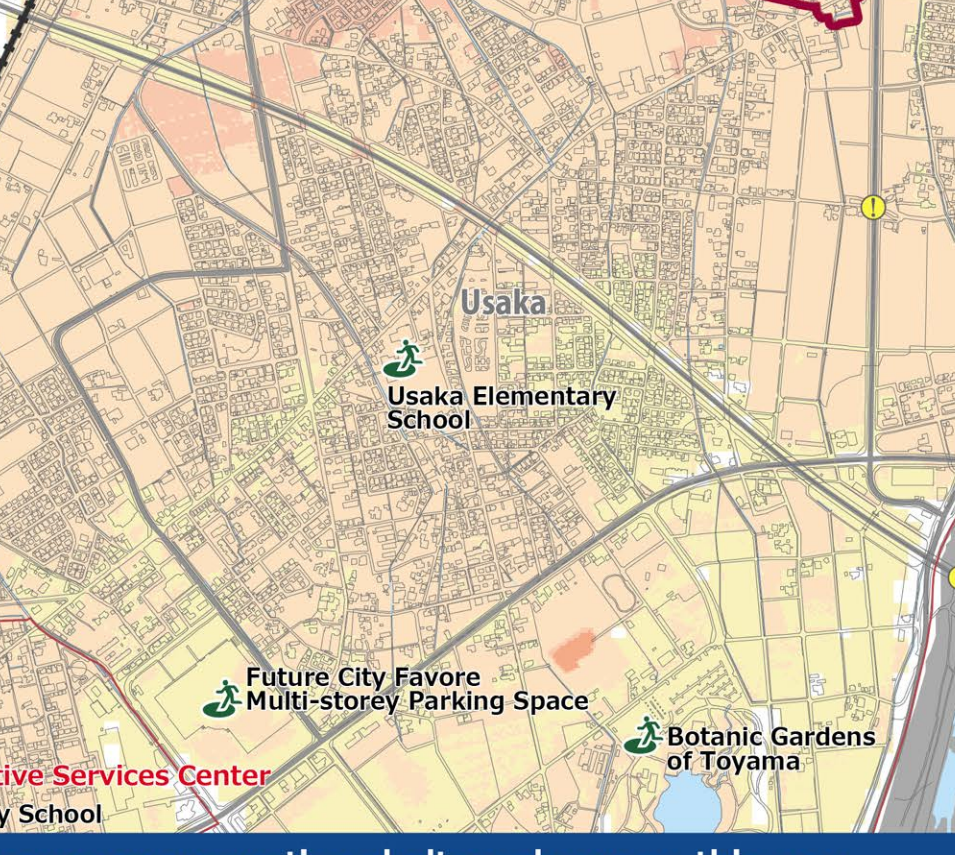 !
Usaka
Usaka Elementary
School
Future City Favore
Multi-storey Parking Space
Botanic Gardens
of Toyama
tive Services Center
y School